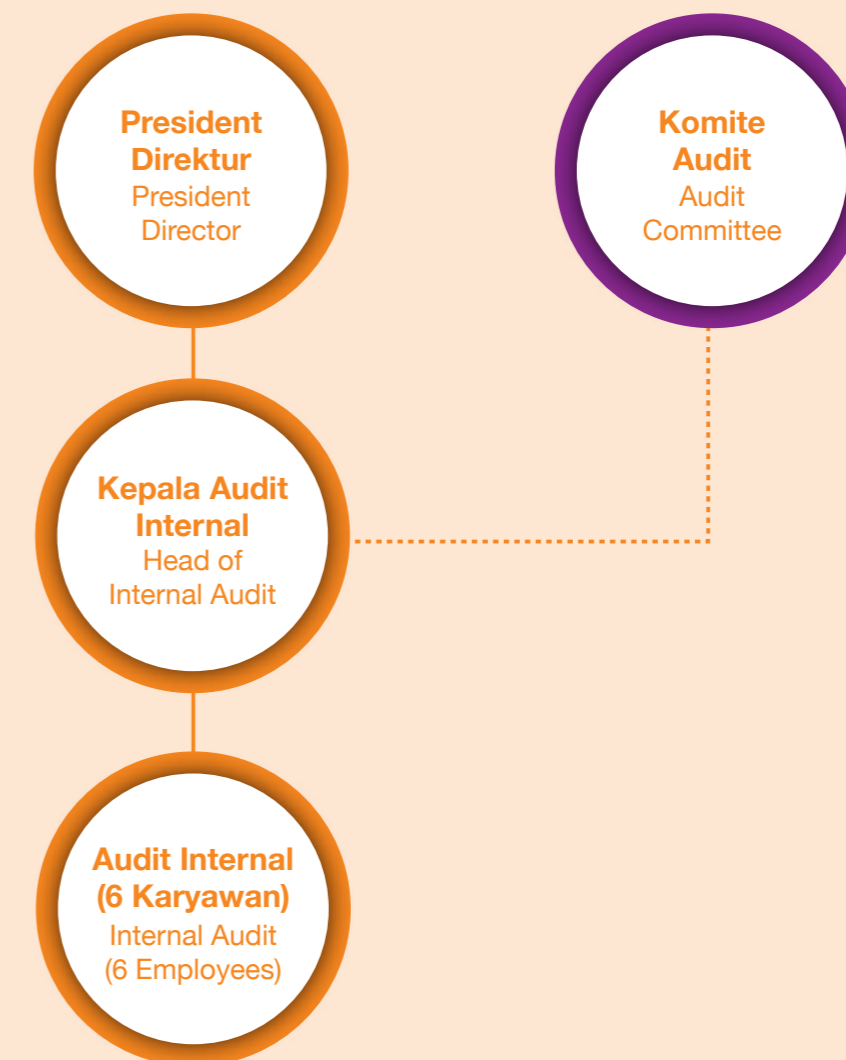 President
Direktur
President
Director
Komite
Audit
Audit
Committee
Kepala Audit
Internal
Head of
Internal Audit
Audit Internal
(6 Karyawan)
Internal Audit
(6 Employees)